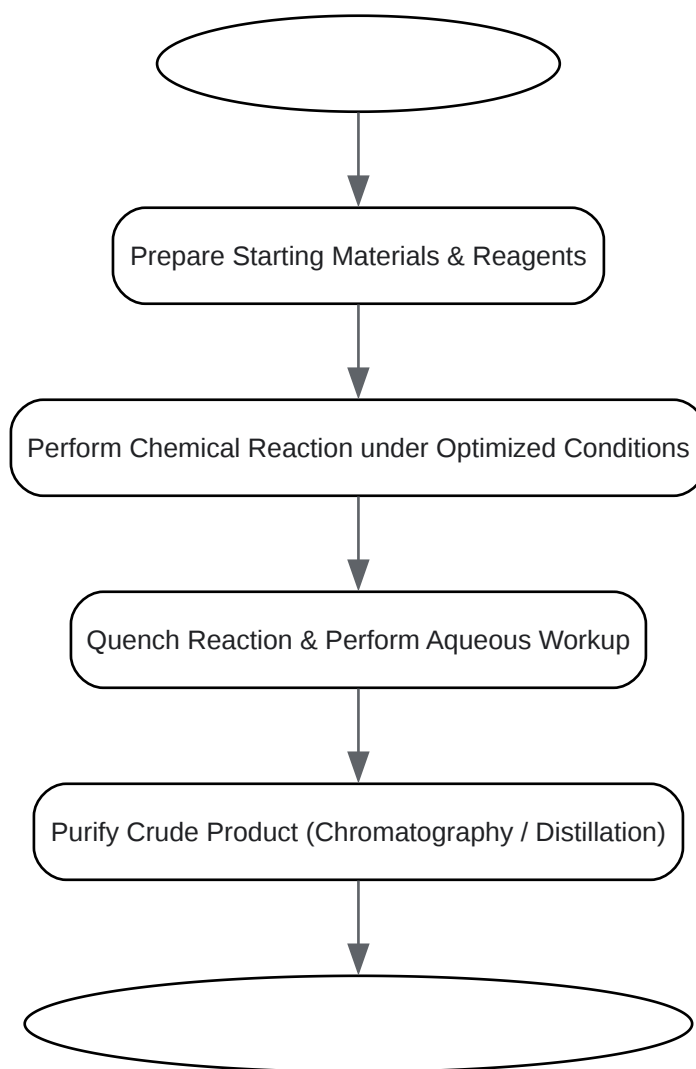 Prepare Starting Materials & Reagents
Perform Chemical Reaction under Optimized Conditions
Quench Reaction & Perform Aqueous Workup
Purify Crude Product (Chromatography / Distillation)